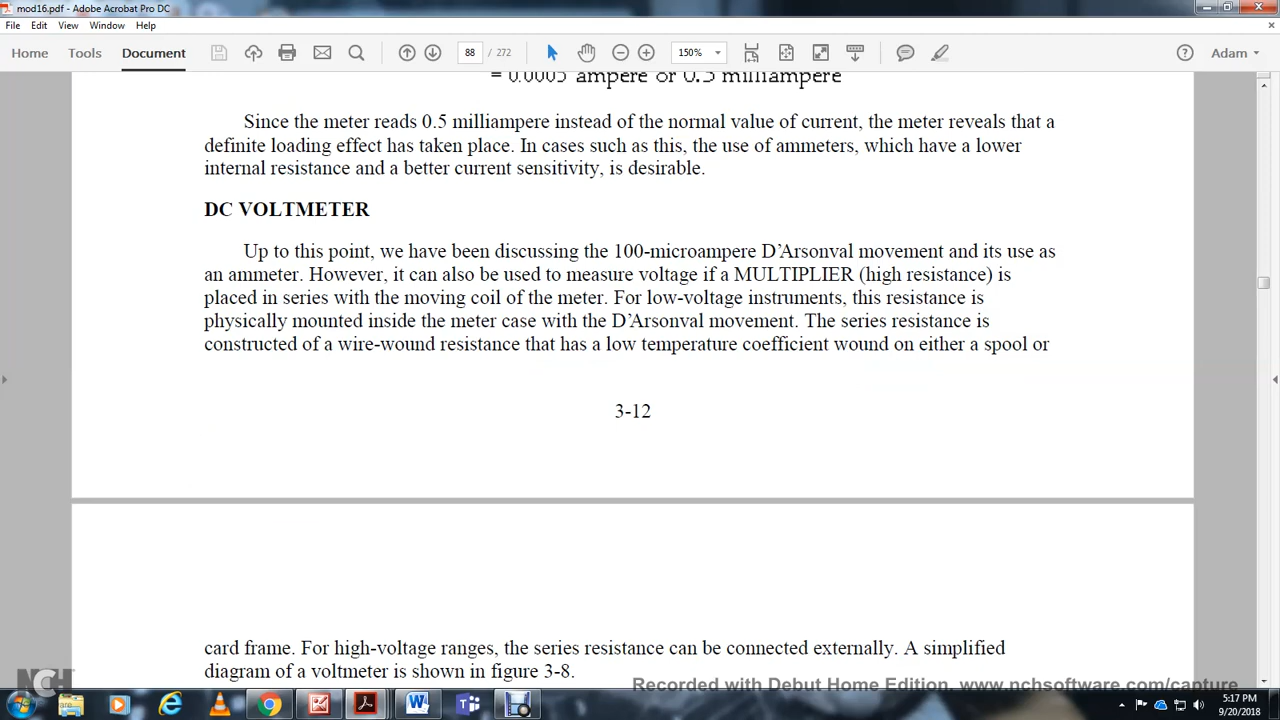 mod16.pdf - Adobe Acrobat Pro DC
File Edit View Window Help
Home Tools Document 88 / 272 150% Adam
= 0.0005 ampere or 0.5 milliampere
Since the meter reads 0.5 milliampere instead of the normal value of current, the meter reveals that a
definite loading effect has taken place. In cases such as this, the use of ammeters, which have a lower
internal resistance and a better current sensitivity, is desirable.
DC VOLTMETER
Up to this point, we have been discussing the 100-microampere D’Arsonval movement and its use as
an ammeter. However, it can also be used to measure voltage if a MULTIPLIER (high resistance) is
placed in series with the moving coil of the meter. For low-voltage instruments, this resistance is
physically mounted inside the meter case with the D’Arsonval movement. The series resistance is
constructed of a wire-wound resistance that has a low temperature coefficient wound on either a spool or
3-12
card frame. For high-voltage ranges, the series resistance can be connected externally. A simplified
diagram of a voltmeter is shown in figure 3-8.
NCH
Recorded with Debut Home Edition. www.nchsoftware.com/capture
5:17 PM
9/20/2018